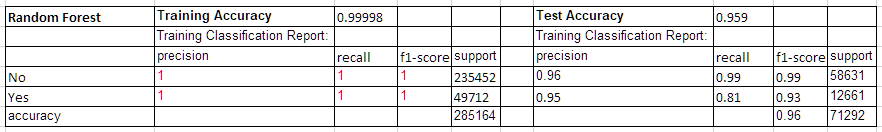 Random Forest Training Accuracy 0.99998 Test Accuracy 0.959
Training Classification Report: Training Classification Report:
precision recall f1-score support precision recall f1-score support
No 1 1 1 235452 0.96 0.99 0.99 58631
Yes 1 1 1 49712 0.95 0.81 0.93 12661
accuracy 285164 0.96 71292